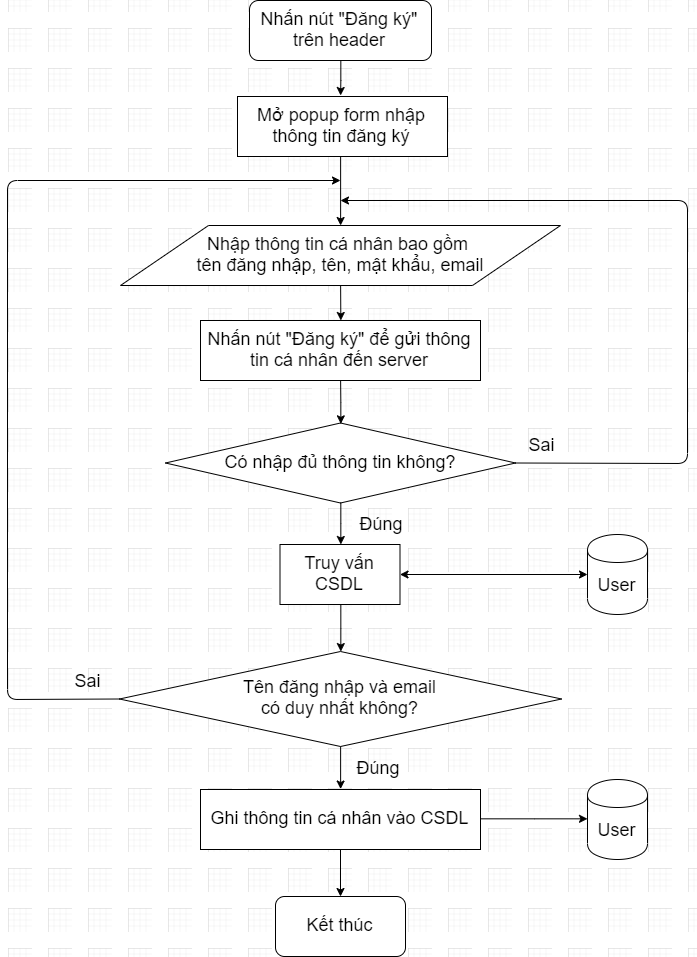 Nhấn nút "Đăng ký"
trên header
Mở popup form nhập
thông tin đăng ký
Nhập thông tin cá nhân bao gồm
tên đăng nhập, tên, mật khẩu, email
Nhấn nút "Đăng ký" để gửi thông
tin cá nhân đến server
Có nhập đủ thông tin không?
Sai
Đúng
Truy vấn
CSDL
User
Tên đăng nhập và email
có duy nhất không?
Sai
Đúng
Ghi thông tin cá nhân vào CSDL
User
Kết thúc